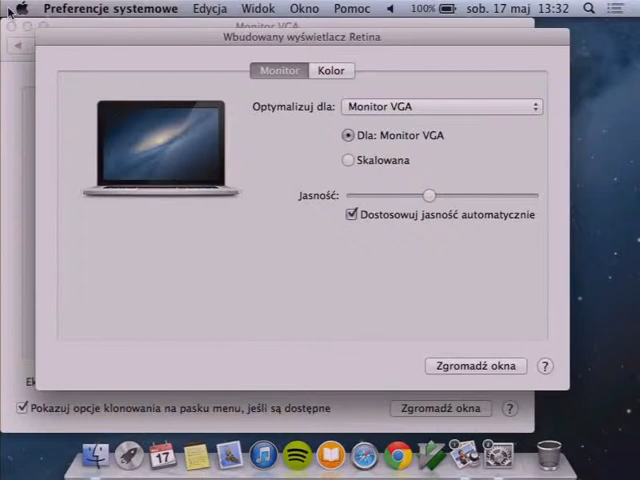 Preferencje systemowe Edycja Widok Okno Pomoc 100% sob. 17 maj 13:32
Monitor VGA
Wbudowany wyświetlacz Retina
Monitor Kolor
Optymalizuj dla: Monitor VGA
Dla: Monitor VGA
Skalowana
Jasność:
Dostosowuj jasność automatycznie
Zgromadź okna ?
Pokazuj opcje klonowania na pasku menu, jeśli są dostępne Zgromadź okna ?
17